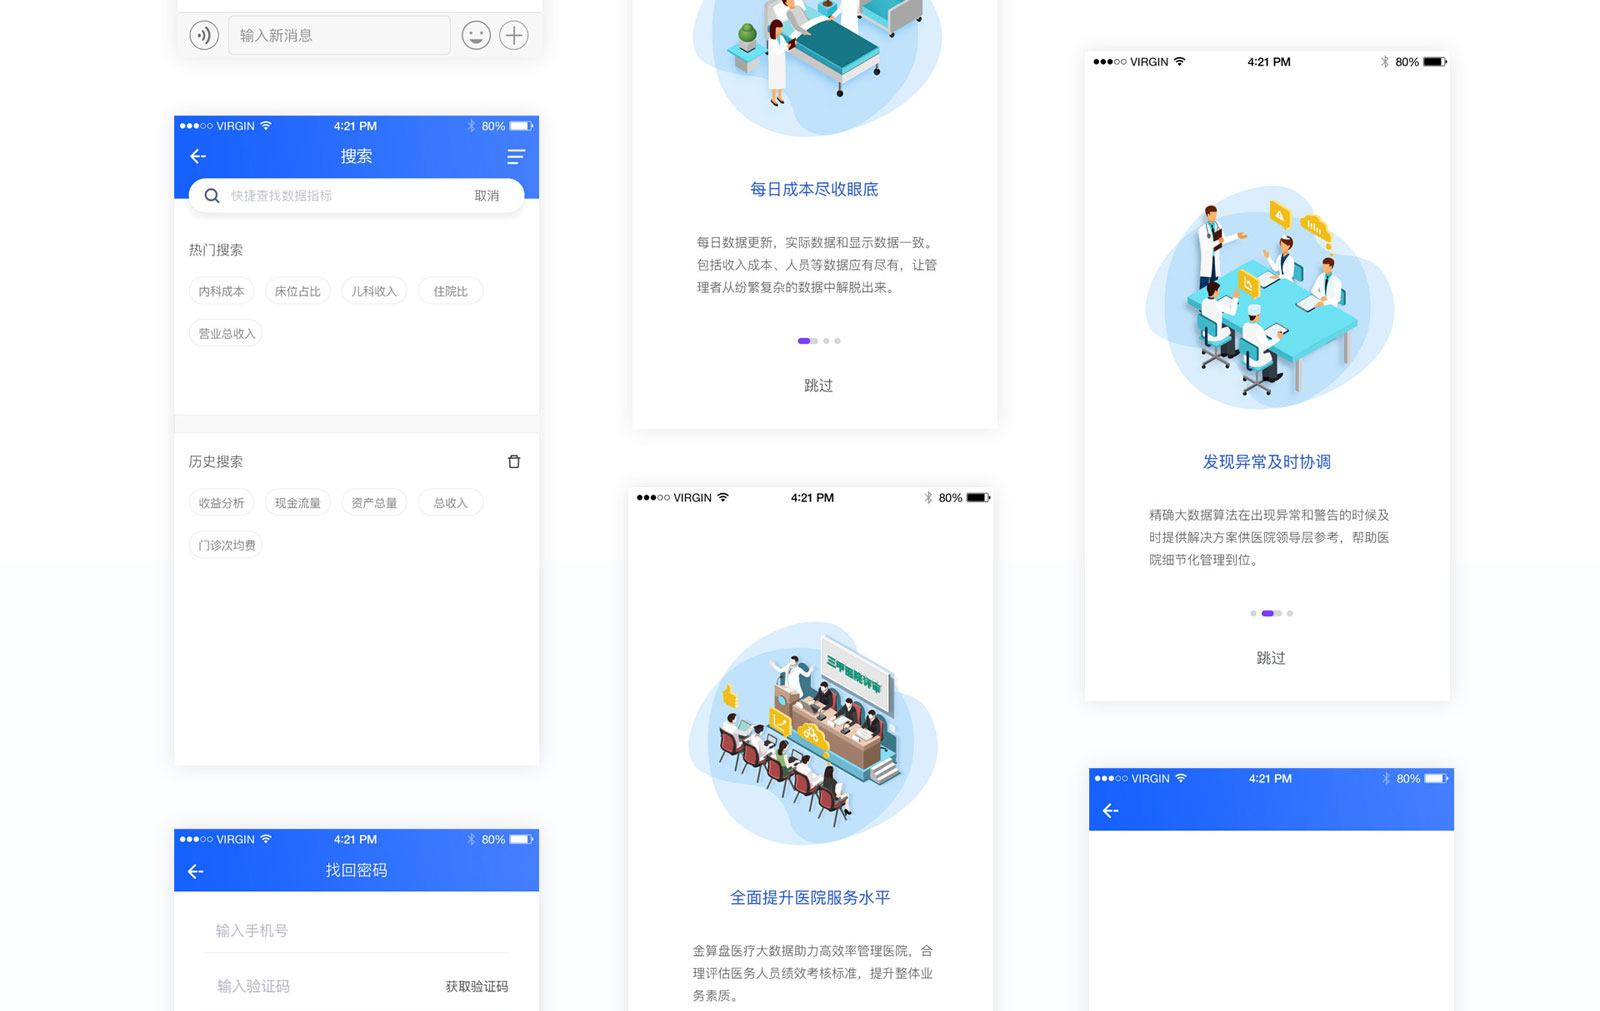 输入新消息
VIRGIN 4:21 PM 80%
搜索
快捷查找数据指标 取消
热门搜索
内科成本 床位占比 儿科收入 住院比
营业总收入
历史搜索
收益分析 现金流量 资产总量 总收入
门诊次均费
VIRGIN 4:21 PM 80%
找回密码
输入手机号
输入验证码 获取验证码
每日成本尽收眼底
每日数据更新，实际数据和显示数据一致。
包括收入成本、人员等数据应有尽有，让管
理者从纷繁复杂的数据中解脱出来。
跳过
VIRGIN 4:21 PM 80%
三甲医院评审
全面提升医院服务水平
金算盘医疗大数据助力高效率管理医院，合
理评估医务人员绩效考核标准，提升整体业
务素质。
VIRGIN 4:21 PM 80%
发现异常及时协调
精确大数据算法在出现异常和警告的时候及
时提供解决方案供医院领导层参考，帮助医
院细节化管理到位。
跳过
VIRGIN 4:21 PM 80%